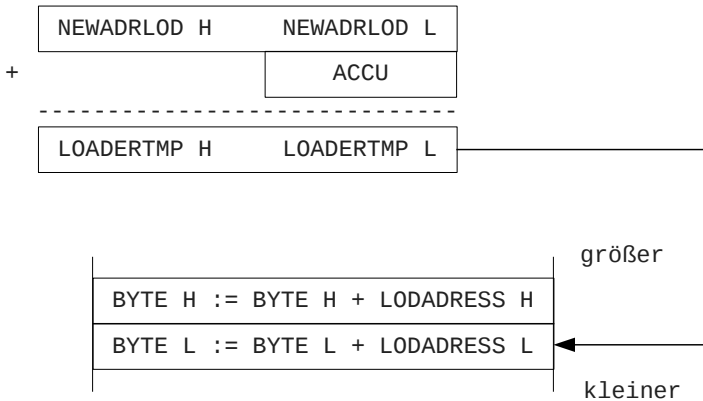 NEWADRLOD H NEWADRLOD L
+ ACCU
--------------------------------
LOADERTMP H LOADERTMP L
größer
BYTE H := BYTE H + LODADRESS H
BYTE L := BYTE L + LODADRESS L
kleiner